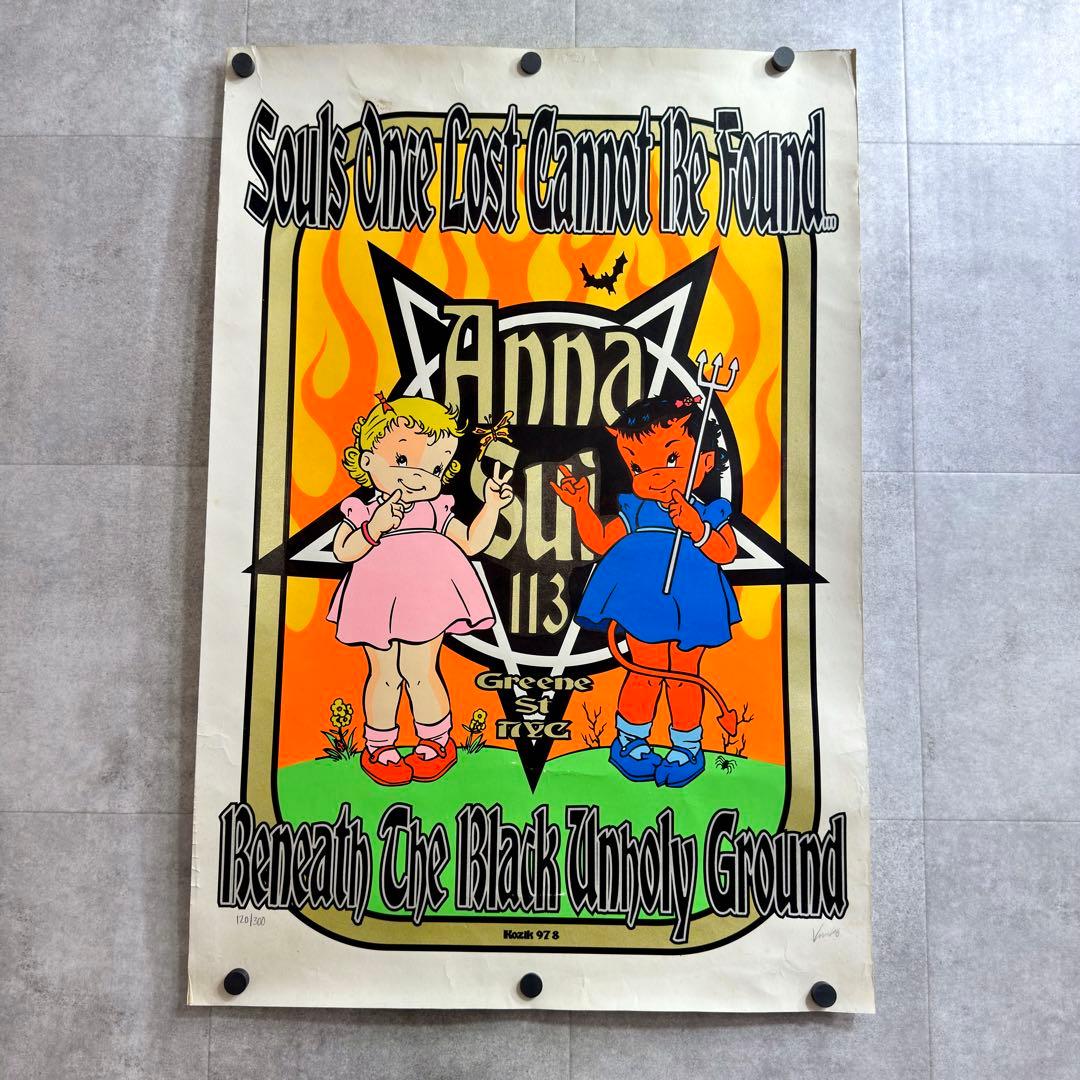 Souls Once Lost Cannot Be Found...
Anna
Sui
113
Greene
St
NYC
Beneath The Black Unholy Ground
120/300
Kozik 97 8